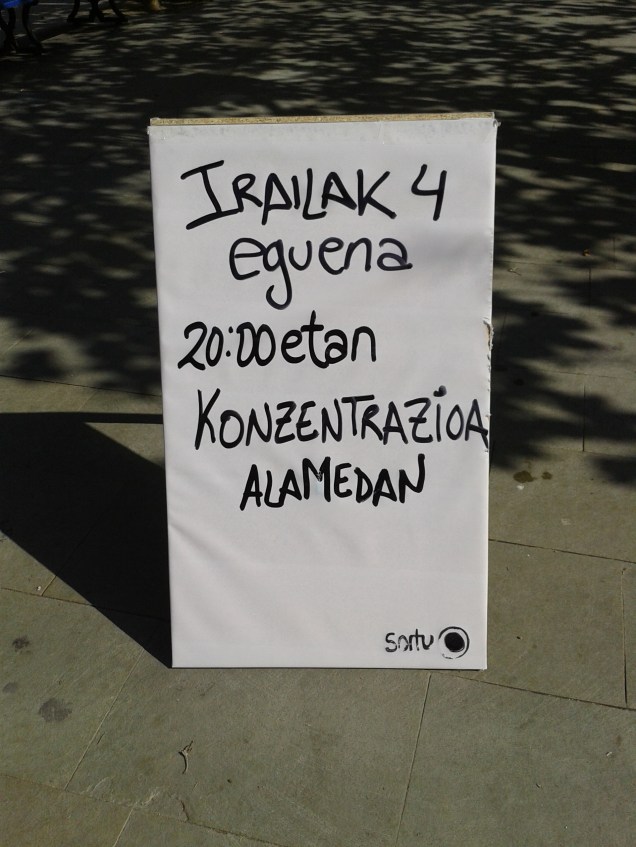 IRAILAK 4
eguena
20:00etan
KONZENTRAZIOA
ALAMEDAN
sortu